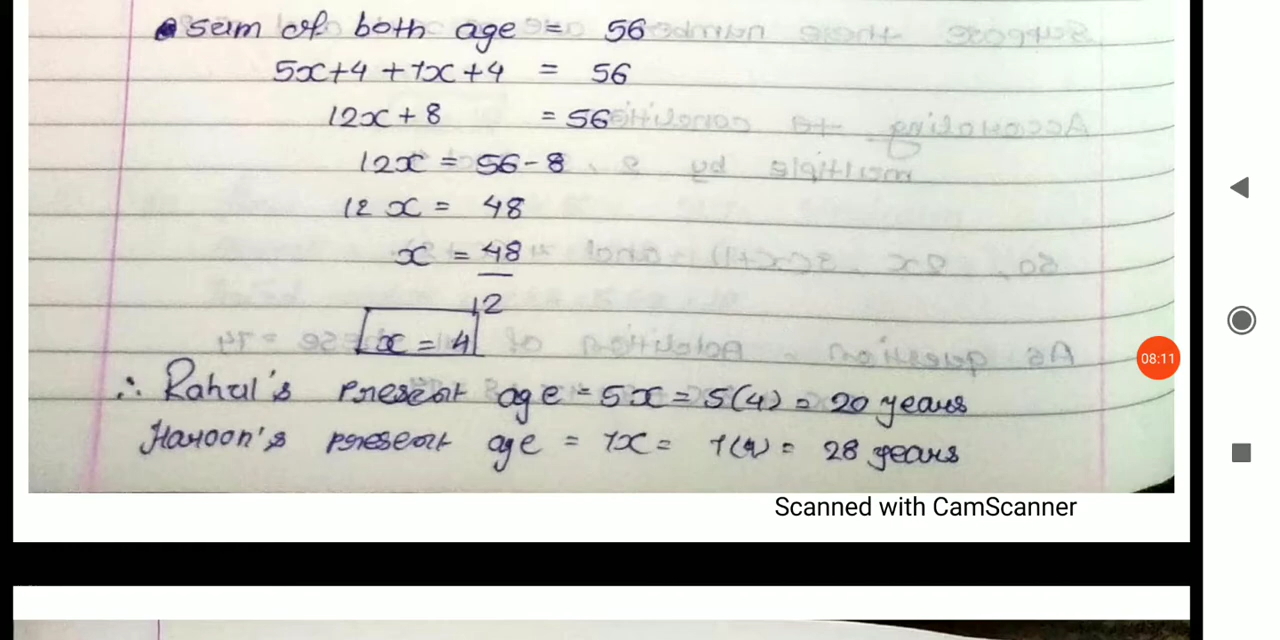 sum of both age = 56
5x+4 + 7x+4 = 56
12x + 8 = 56
12x = 56 - 8
12x = 48
x = 48
12
x = 4
08:11
∴ Rahul's present age = 5x = 5(4) = 20 years
Haroon's present age = 7x = 7(4) = 28 years
Scanned with CamScanner